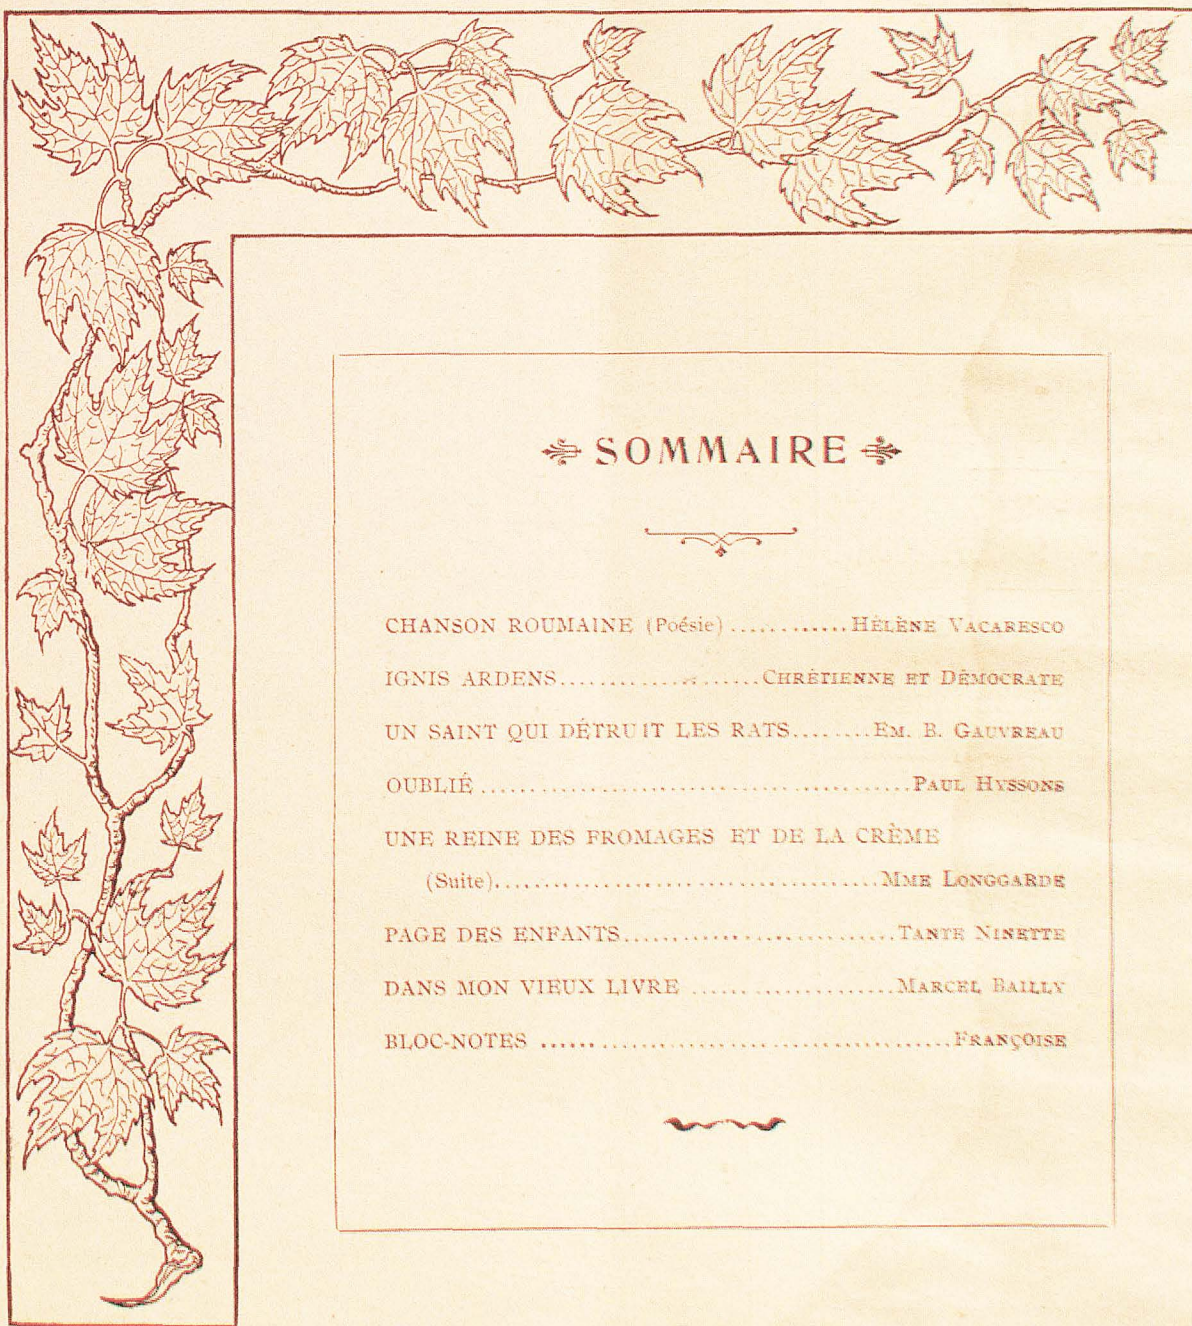 SOMMAIRE
CHANSON ROUMAINE (Poésie)............HÉLÈNE VACARESCO
IGNIS ARDENS....................CHRÉTIENNE ET DÉMOCRATE
UN SAINT QUI DÉTRUIT LES RATS........EM. B. GAUVREAU
OUBLIÉ.......................................PAUL HYSSONS
UNE REINE DES FROMAGES ET DE LA CRÈME
(Suite).......................................MME LONGGARDE
PAGE DES ENFANTS...........................TANTE NINETTE
DANS MON VIEUX LIVRE....................MARCEL BAILLY
BLOC-NOTES.........................................FRANÇOISE